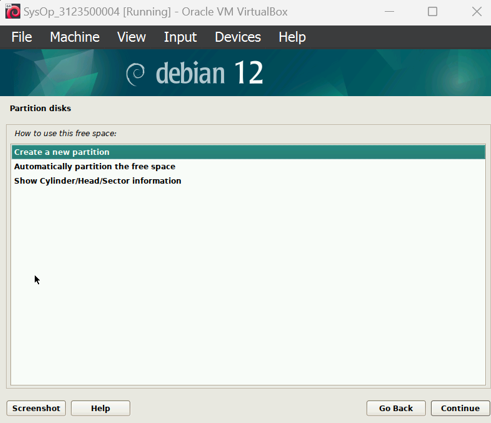 SysOp_3123500004 [Running] - Oracle VM VirtualBox
File Machine View Input Devices Help
debian 12
Partition disks
How to use this free space:
Create a new partition
Automatically partition the free space
Show Cylinder/Head/Sector information
Screenshot Help Go Back Continue